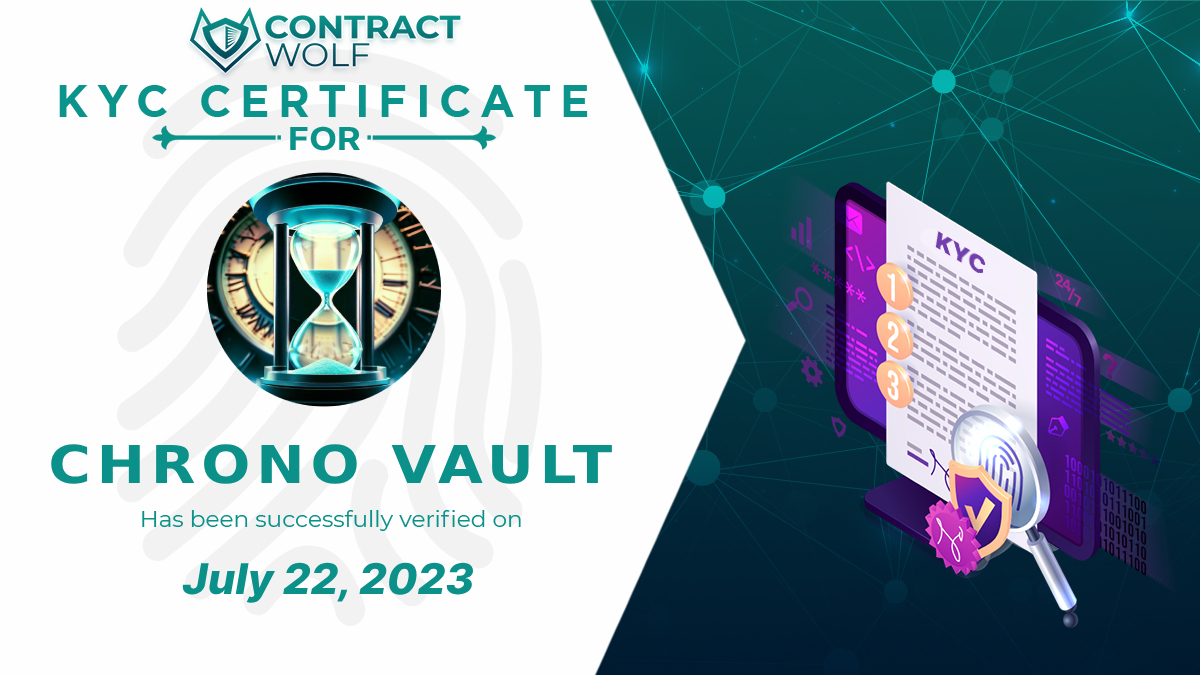 CONTRACT
WOLF
KYC CERTIFICATE
FOR
CHRONO VAULT
Has been successfully verified on
July 22, 2023
KYC
1
2
3
24/7